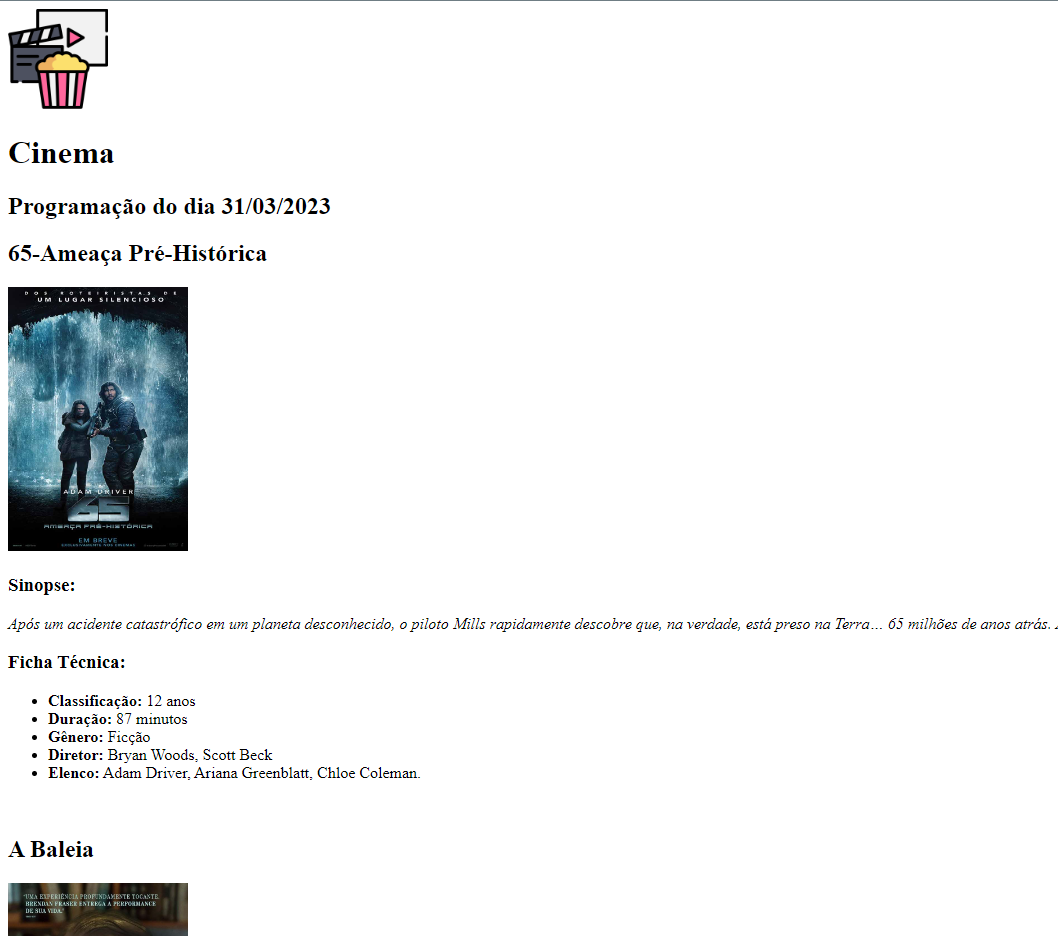 Cinema
Programação do dia 31/03/2023
65-Ameaça Pré-Histórica
DOS ROTEIRISTAS DE
UM LUGAR SILENCIOSO
ADAM DRIVER
65
AMEAÇA PRÉ-HISTÓRICA
EM BREVE
EXCLUSIVAMENTE NOS CINEMAS
Sinopse:
Após um acidente catastrófico em um planeta desconhecido, o piloto Mills rapidamente descobre que, na verdade, está preso na Terra… 65 milhões de anos atrás.
Ficha Técnica:
• Classificação: 12 anos
• Duração: 87 minutos
• Gênero: Ficção
• Diretor: Bryan Woods, Scott Beck
• Elenco: Adam Driver, Ariana Greenblatt, Chloe Coleman.
A Baleia
"UMA EXPERIÊNCIA PROFUNDAMENTE TOCANTE.
BRENDAN FRASER ENTREGA A PERFORMANCE
DE SUA VIDA."